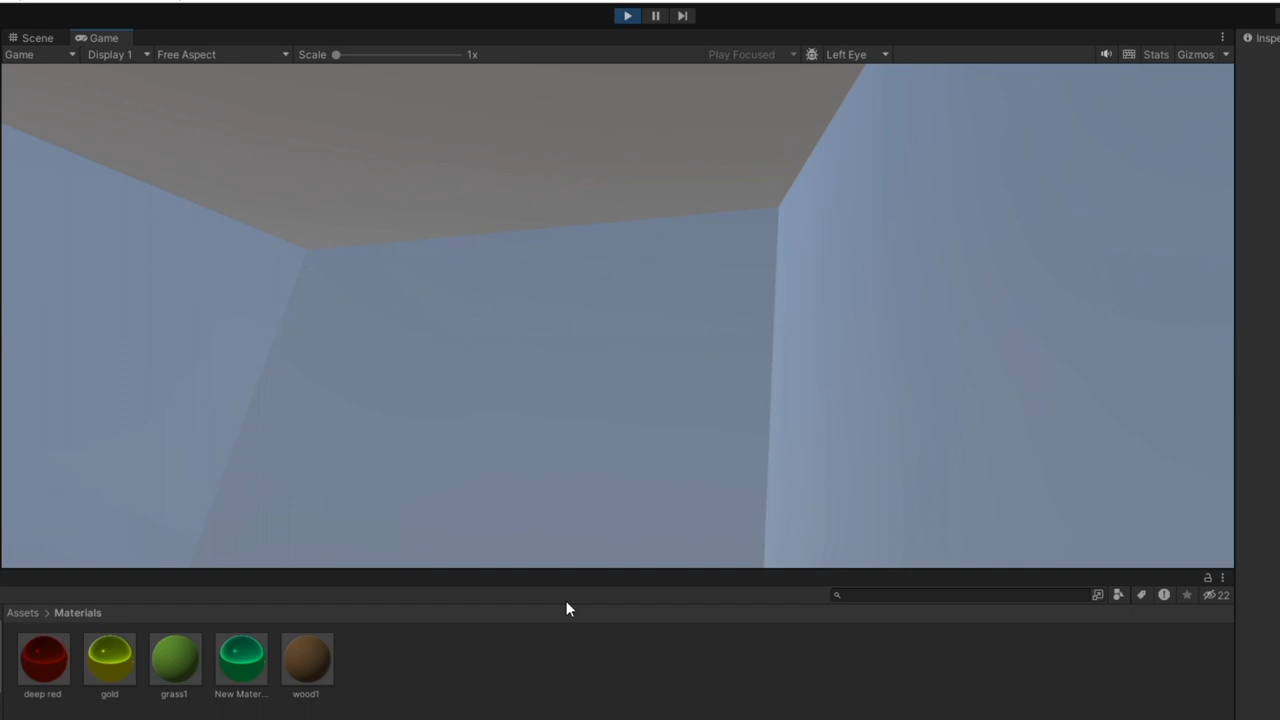 Scene Game
Game Display 1 Free Aspect Scale 1x Play Focused Left Eye Stats Gizmos
Inspe
22
Assets > Materials
deep red gold grass1 New Mater... wood1